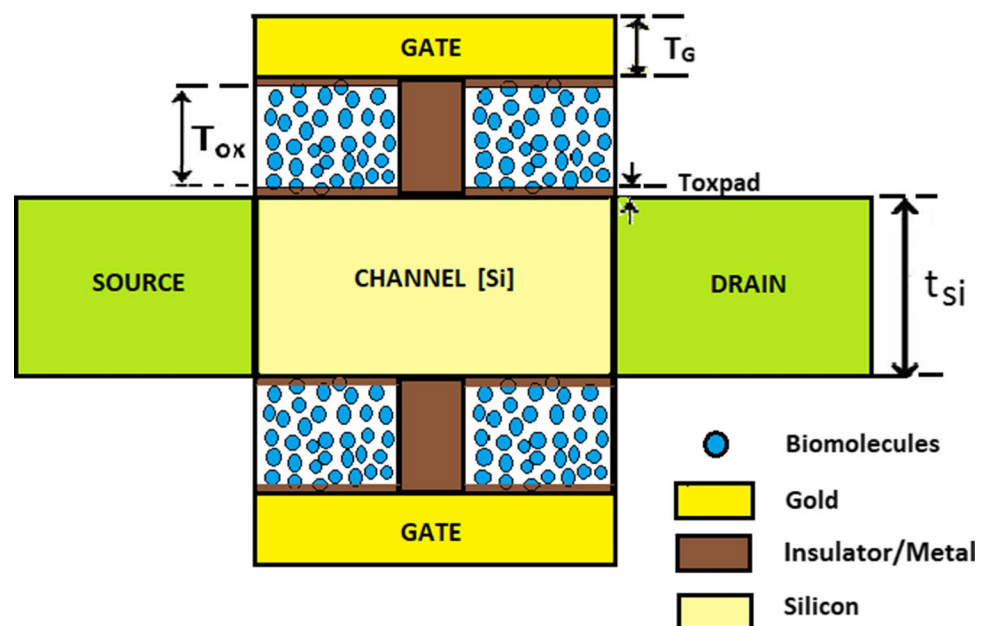 GATE
TG
Tox
Toxpad
SOURCE
CHANNEL [Si]
DRAIN
tsi
Biomolecules
Gold
GATE
Insulator/Metal
Silicon